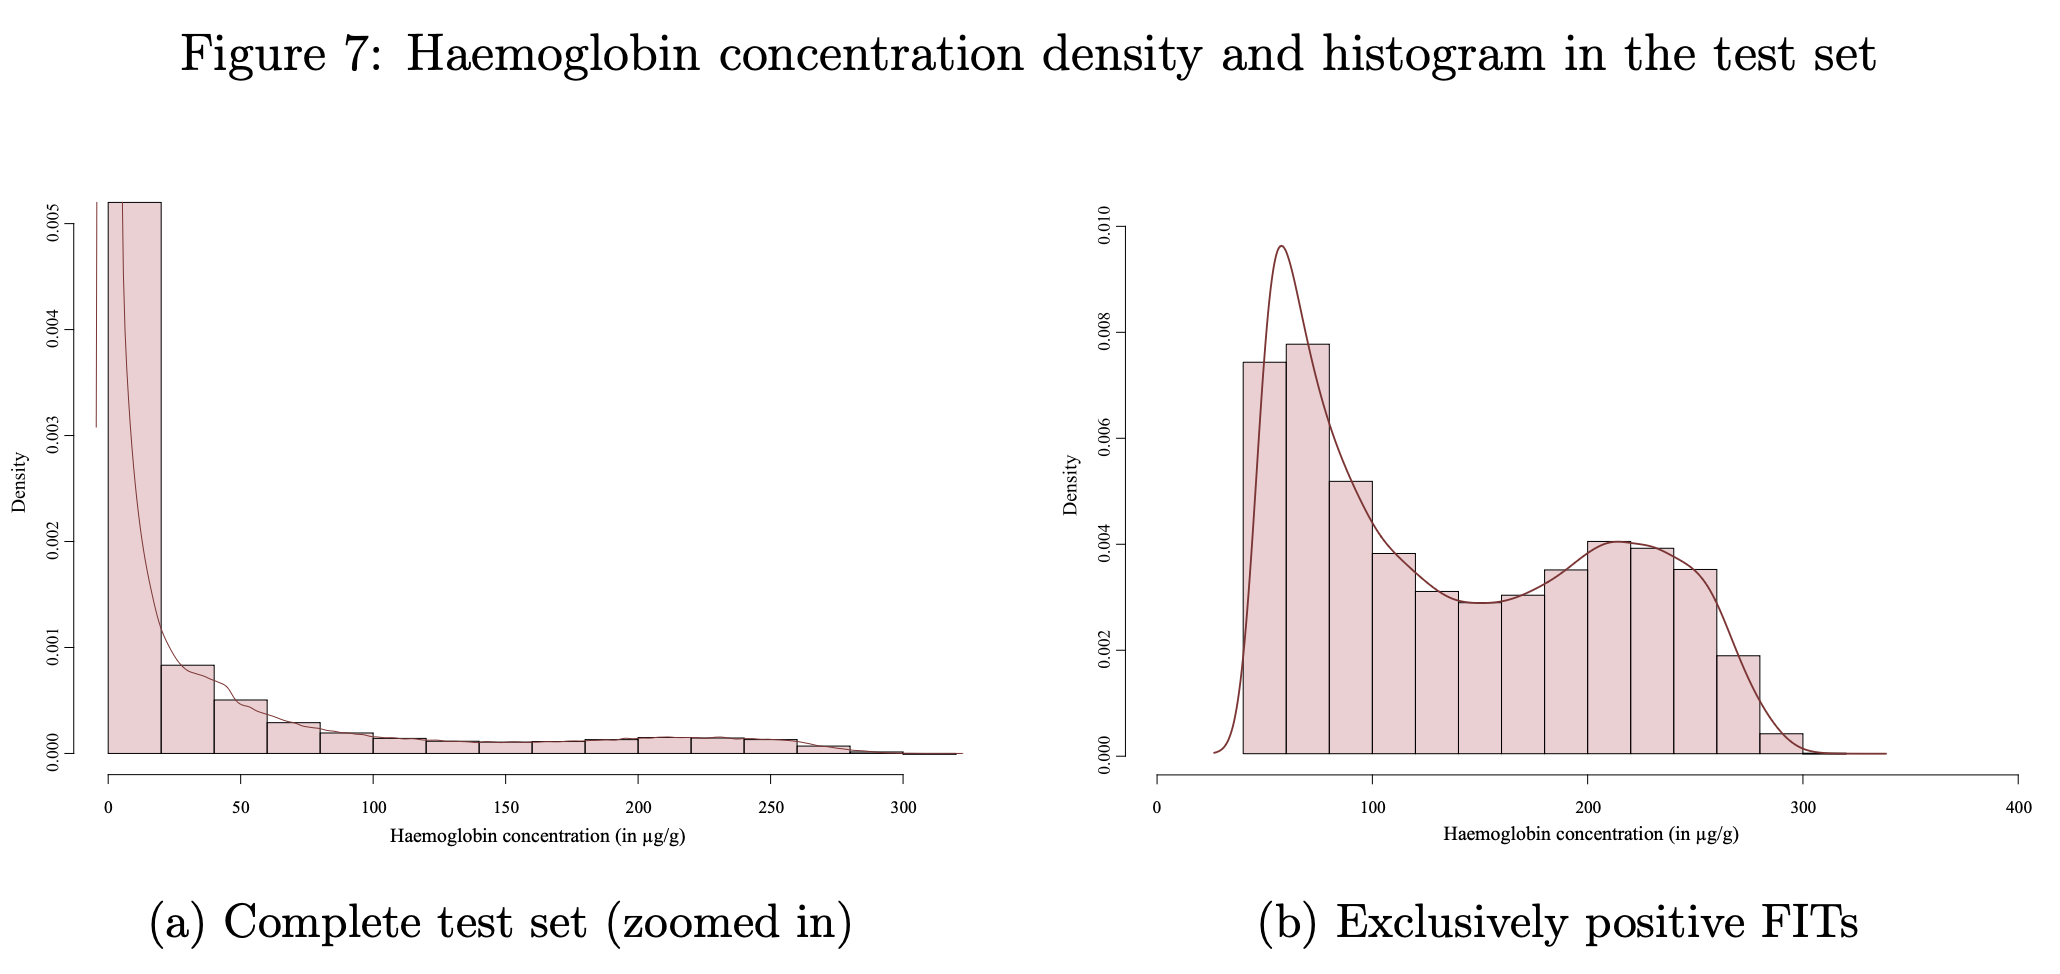 Figure 7: Haemoglobin concentration density and histogram in the test set
Density
0.005
0.004
0.003
0.002
0.001
0.000
0 50 100 150 200 250 300
Haemoglobin concentration (in µg/g)
(a) Complete test set (zoomed in)
Density
0.010
0.008
0.006
0.004
0.002
0.000
0 100 200 300 400
Haemoglobin concentration (in µg/g)
(b) Exclusively positive FITs